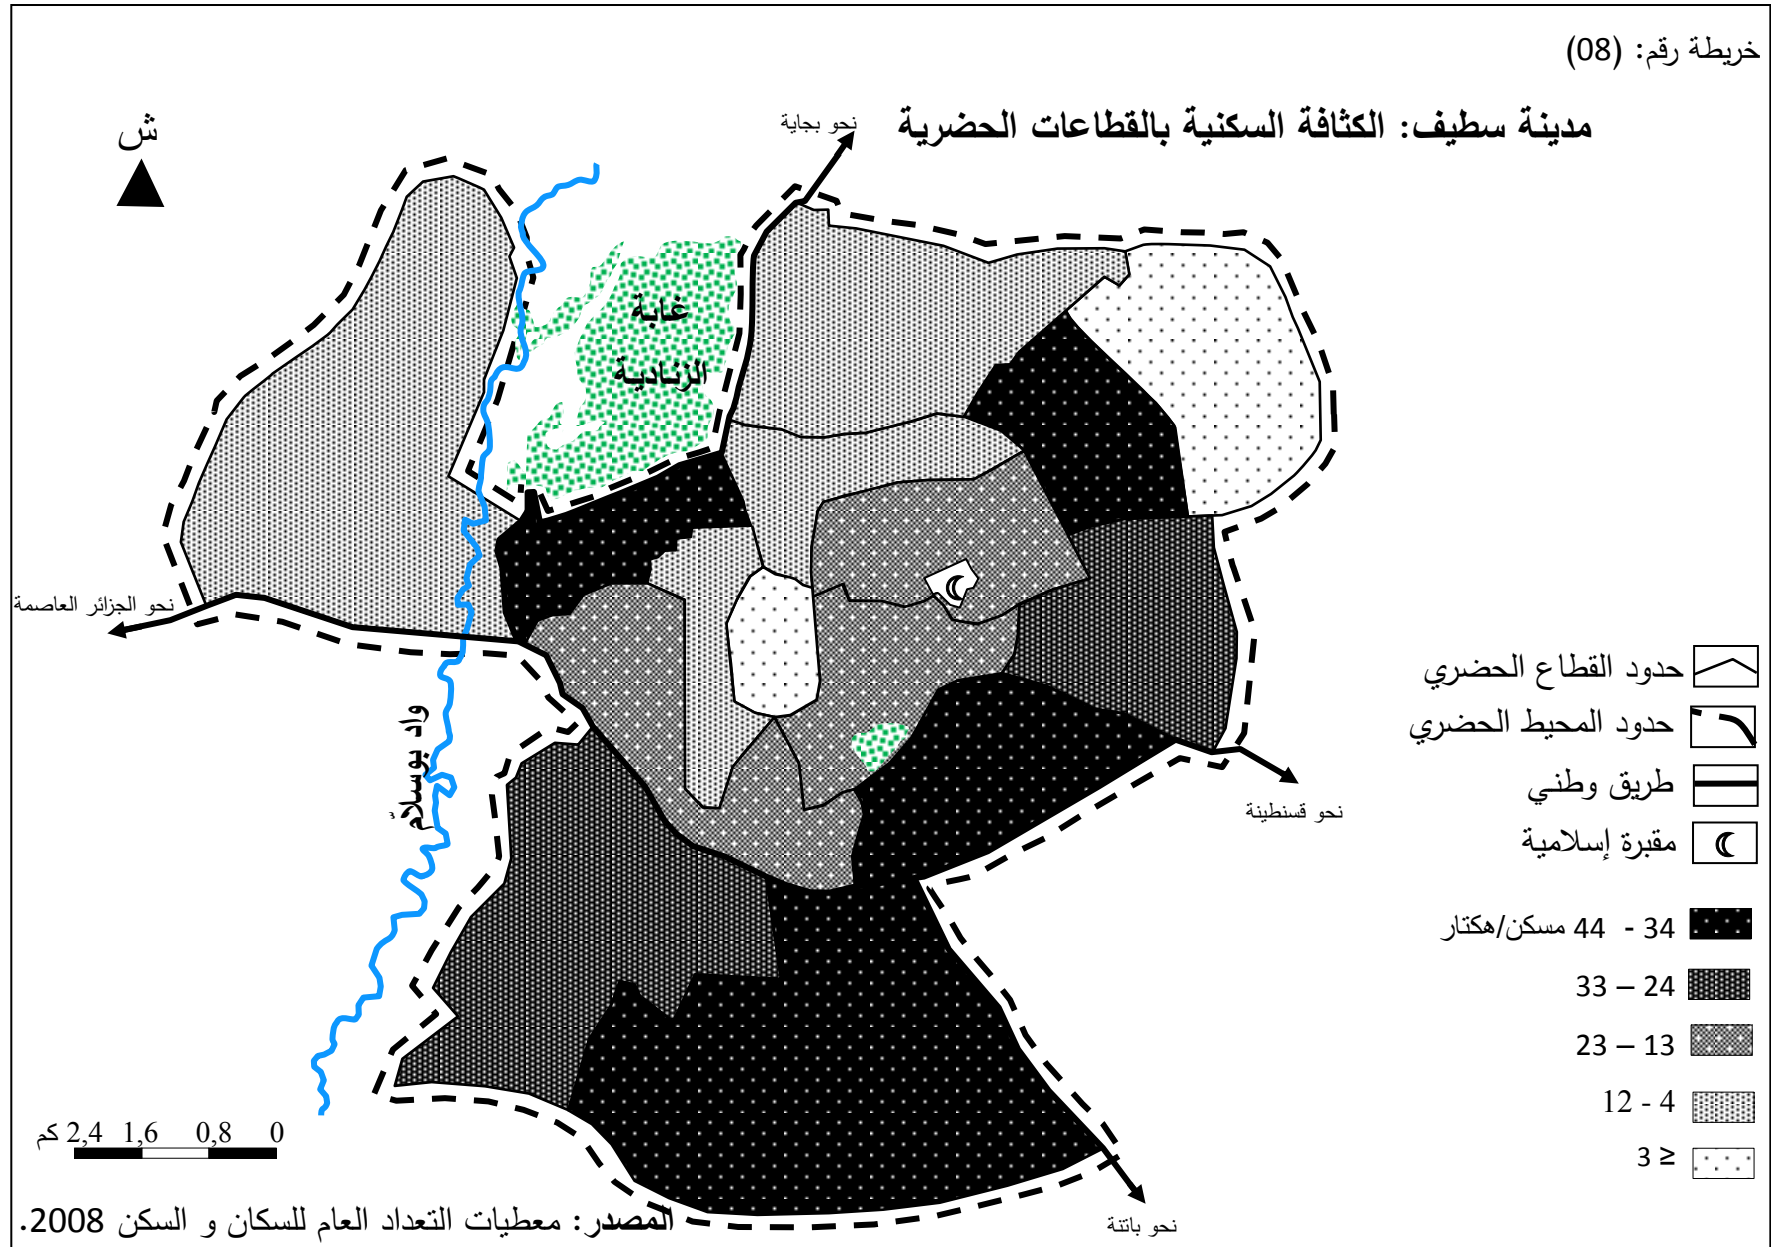 خريطة رقم: (08)
مدينة سطيف: الكثافة السكنية بالقطاعات الحضرية
ش
نحو بجاية
غابة
الزنادية
نحو الجزائر العاصمة
واد بوسلاّم
نحو قسنطينة
نحو باتنة
حدود القطاع الحضري
حدود المحيط الحضري
طريق وطني
مقبرة إسلامية
34 - 44 مسكن/هكتار
24 – 33
13 – 23
4 - 12
≤ 3
0 0,8 1,6 2,4 كم
المصدر: معطيات التعداد العام للسكان و السكن 2008.